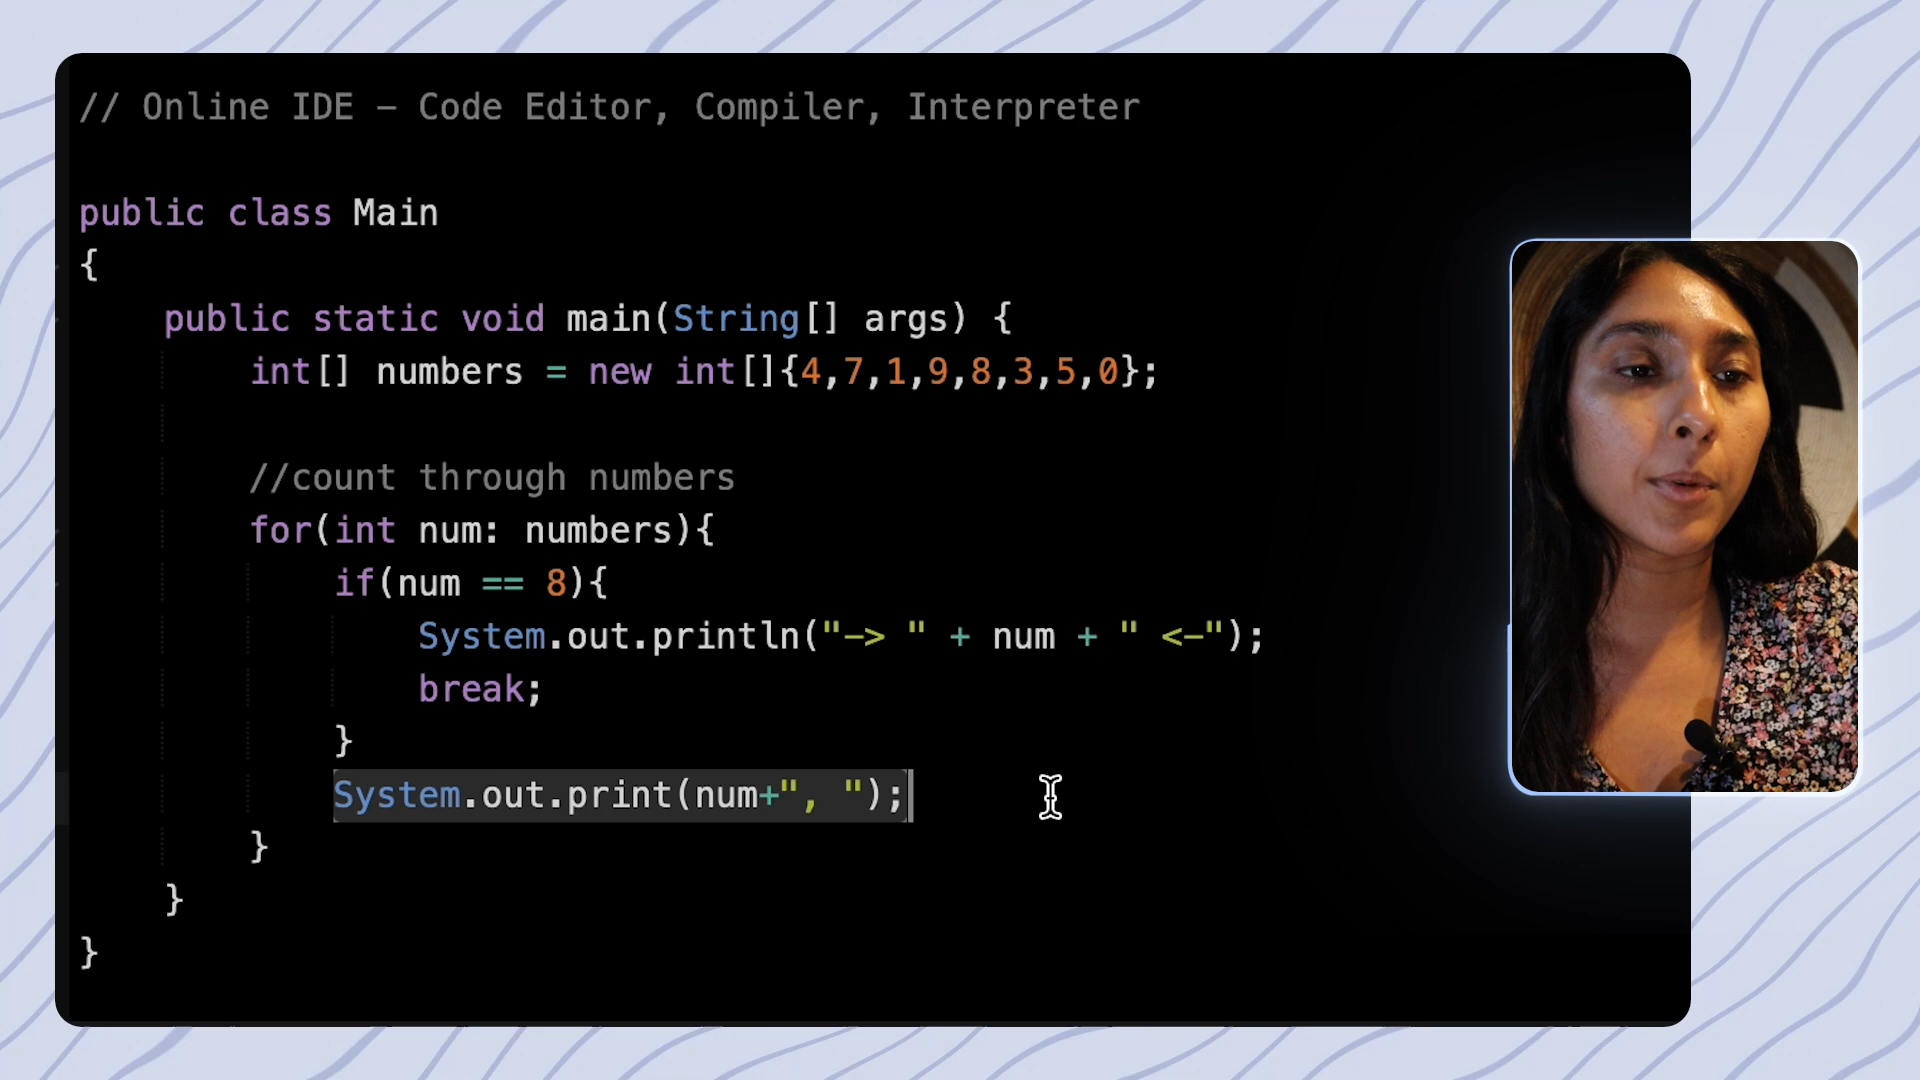 // Online IDE – Code Editor, Compiler, Interpreter
public class Main
{
public static void main(String[] args) {
int[] numbers = new int[]{4,7,1,9,8,3,5,0};
//count through numbers
for(int num: numbers){
if(num == 8){
System.out.println("-> " + num + " <-");
break;
}
System.out.print(num+", ");
}
}
}